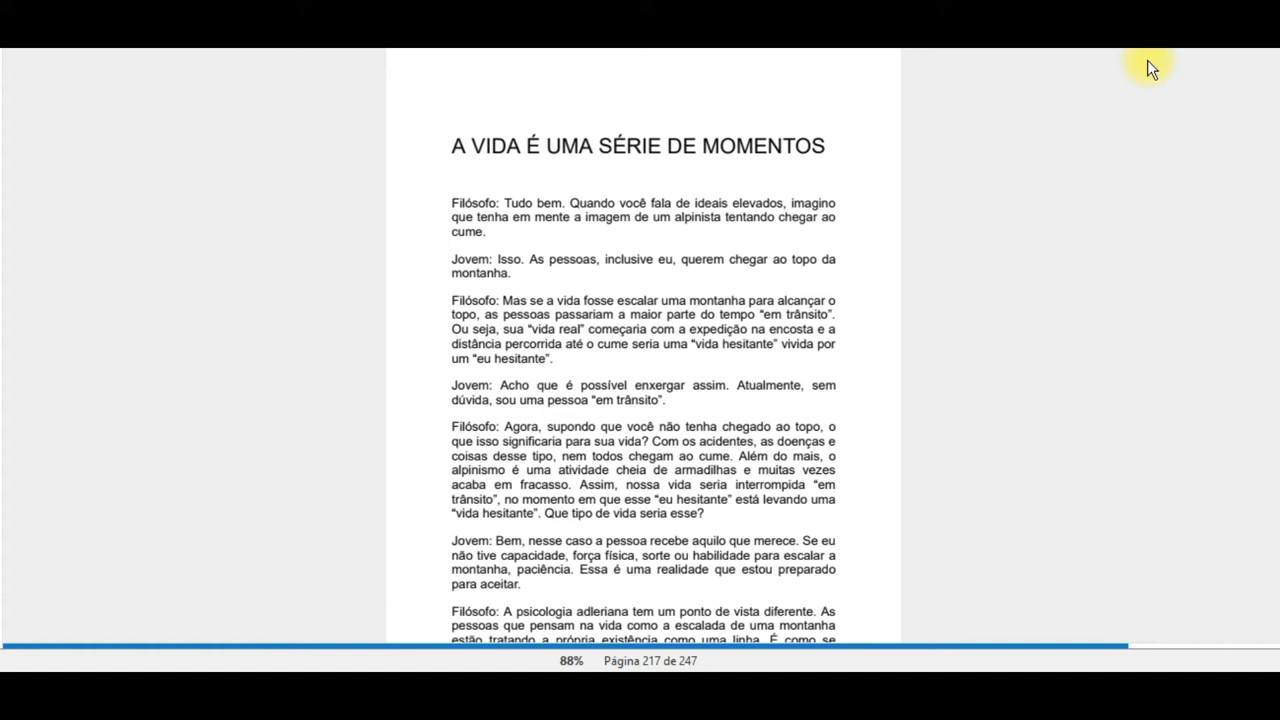 A VIDA É UMA SÉRIE DE MOMENTOS
Filósofo: Tudo bem. Quando você fala de ideais elevados, imagino
que tenha em mente a imagem de um alpinista tentando chegar ao
cume.
Jovem: Isso. As pessoas, inclusive eu, querem chegar ao topo da
montanha.
Filósofo: Mas se a vida fosse escalar uma montanha para alcançar o
topo, as pessoas passariam a maior parte do tempo “em trânsito”.
Ou seja, sua “vida real” começaria com a expedição na encosta e a
distância percorrida até o cume seria uma “vida hesitante” vivida por
um “eu hesitante”.
Jovem: Acho que é possível enxergar assim. Atualmente, sem
dúvida, sou uma pessoa “em trânsito”.
Filósofo: Agora, supondo que você não tenha chegado ao topo, o
que isso significaria para sua vida? Com os acidentes, as doenças e
coisas desse tipo, nem todos chegam ao cume. Além do mais, o
alpinismo é uma atividade cheia de armadilhas e muitas vezes
acaba em fracasso. Assim, nossa vida seria interrompida “em
trânsito”, no momento em que esse “eu hesitante” está levando uma
“vida hesitante”. Que tipo de vida seria esse?
Jovem: Bem, nesse caso a pessoa recebe aquilo que merece. Se eu
não tive capacidade, força física, sorte ou habilidade para escalar a
montanha, paciência. Essa é uma realidade que estou preparado
para aceitar.
Filósofo: A psicologia adleriana tem um ponto de vista diferente. As
pessoas que pensam na vida como a escalada de uma montanha
estão tratando a própria existência como uma linha. É como se
88% Página 217 de 247